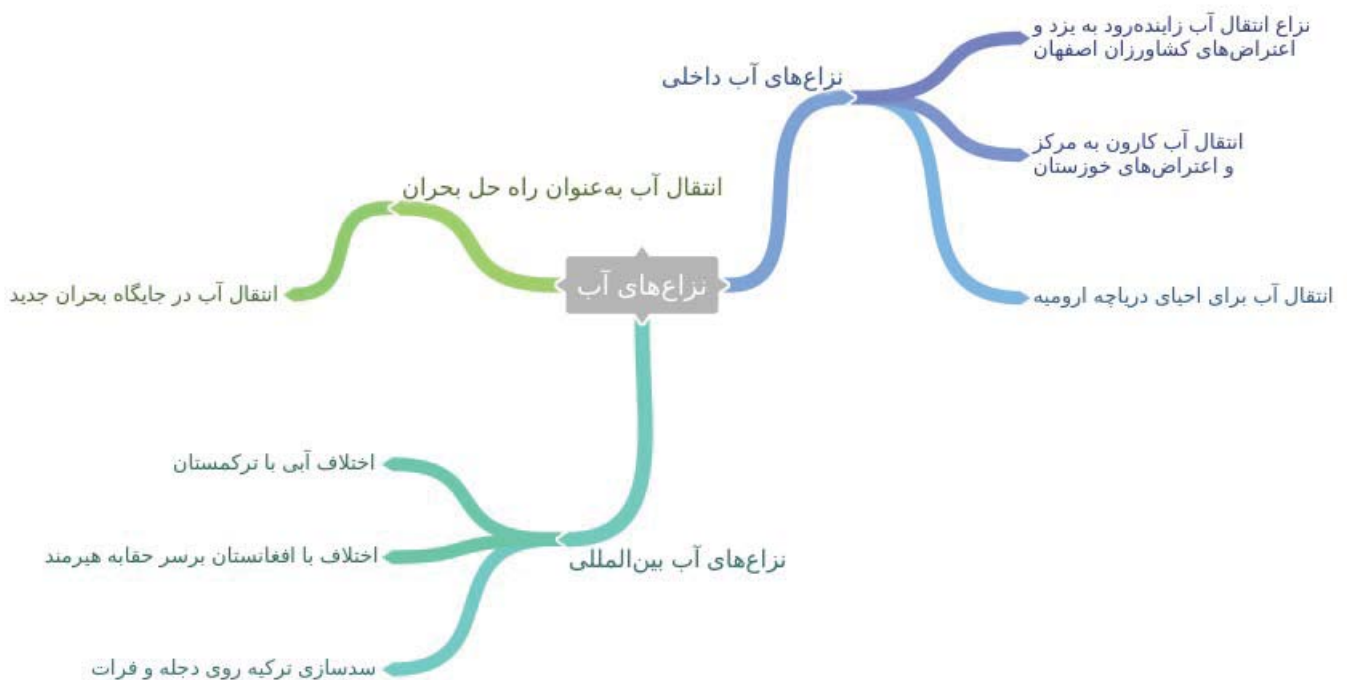 نزاع‌های آب
نزاع‌های آب داخلی
نزاع انتقال آب زاینده‌رود به یزد و
اعتراض‌های کشاورزان اصفهان
انتقال آب کارون به مرکز
و اعتراض‌های خوزستان
انتقال آب برای احیای دریاچه ارومیه
انتقال آب به‌عنوان راه حل بحران
انتقال آب در جایگاه بحران جدید
نزاع‌های آب بین‌المللی
اختلاف آبی با ترکمستان
اختلاف با افغانستان برسر حقابه هیرمند
سدسازی ترکیه روی دجله و فرات